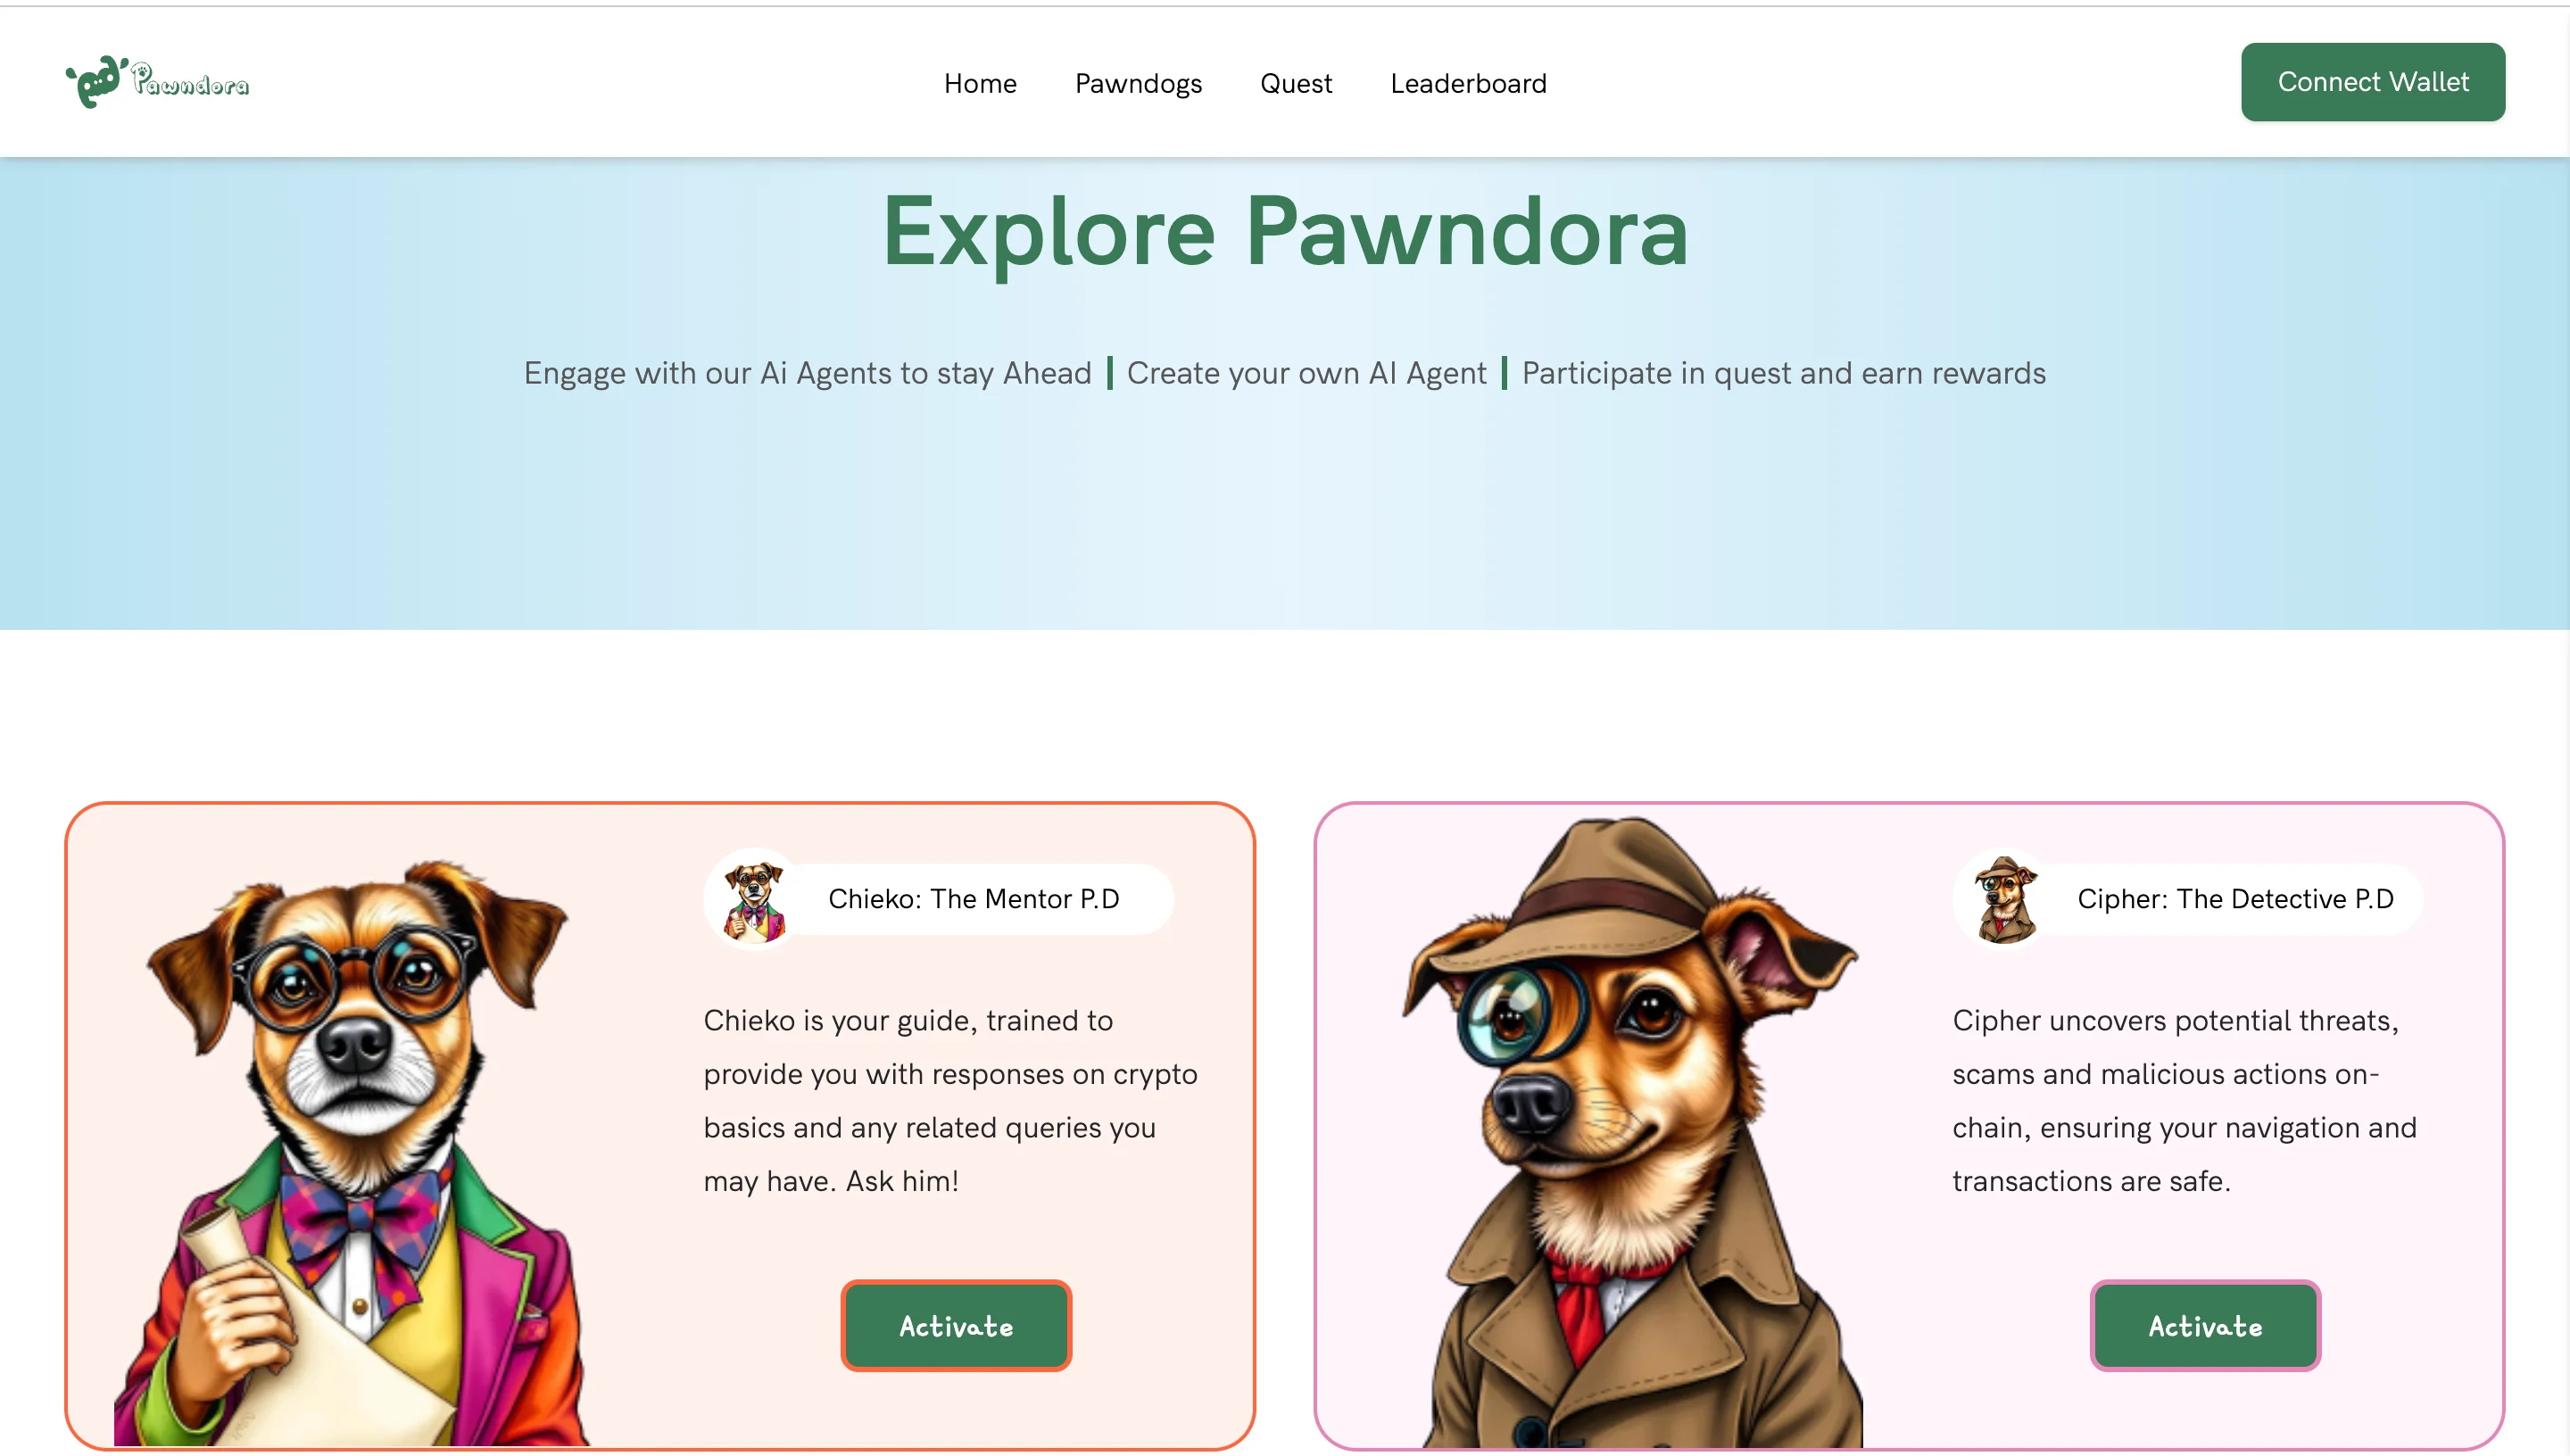 Pawndora
Home Pawndogs Quest Leaderboard
Connect Wallet
Explore Pawndora
Engage with our Ai Agents to stay Ahead | Create your own AI Agent | Participate in quest and earn rewards
Chieko: The Mentor P.D
Chieko is your guide, trained to
provide you with responses on crypto
basics and any related queries you
may have. Ask him!
Activate
Cipher: The Detective P.D
Cipher uncovers potential threats,
scams and malicious actions on-
chain, ensuring your navigation and
transactions are safe.
Activate